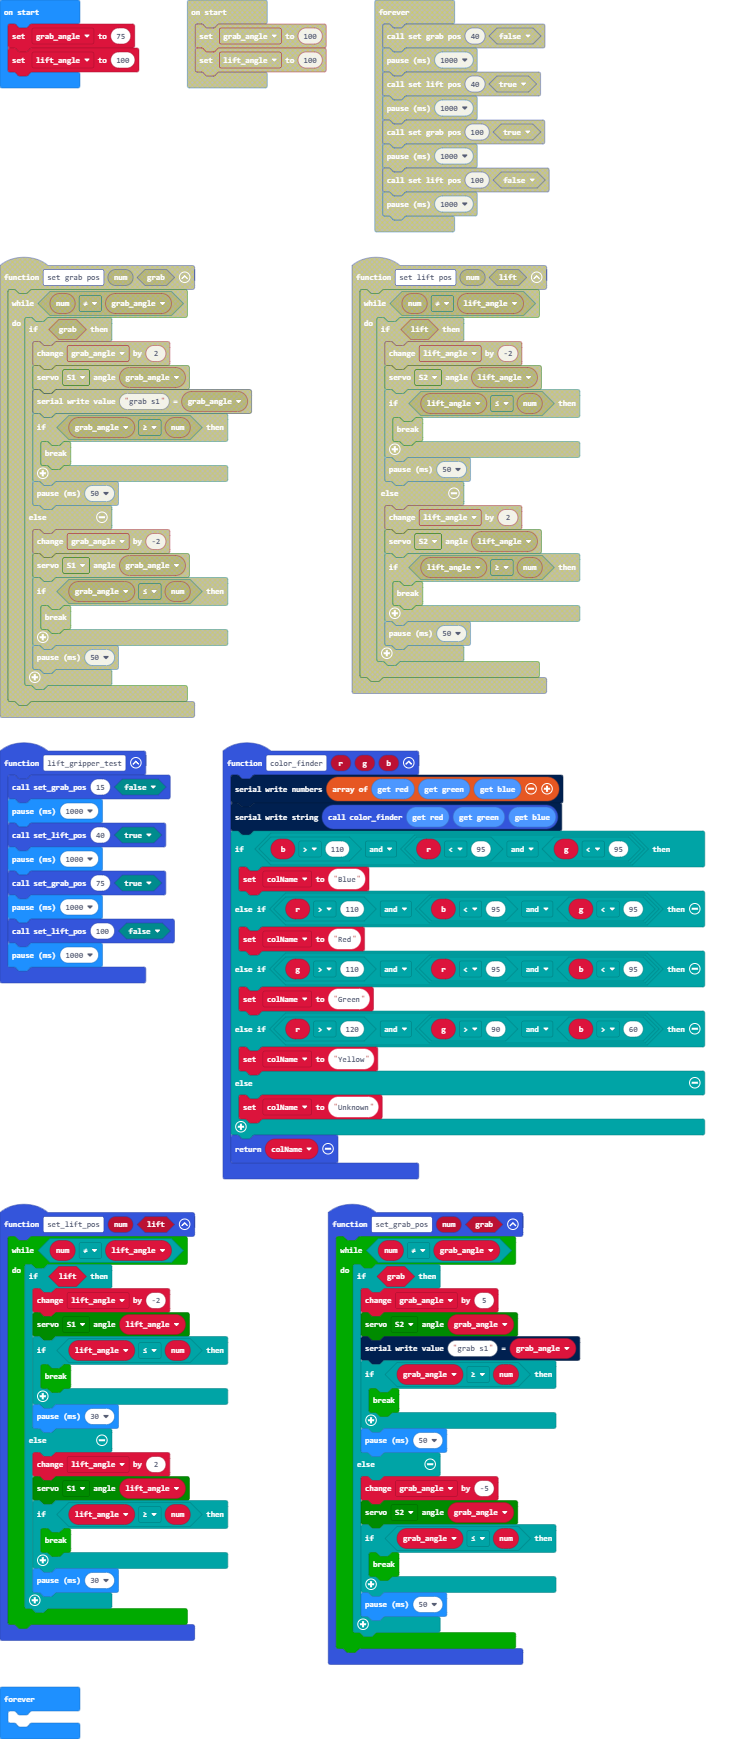 on start
set grab_angle to 75
set lift_angle to 100
on start
set grab_angle to 100
set lift_angle to 100
forever
call set grab pos 40 false
pause (ms) 1000
call set lift pos 40 true
pause (ms) 1000
call set grab pos 100 true
pause (ms) 1000
call set lift pos 100 false
pause (ms) 1000
function set grab pos num grab
while num ≠ grab_angle
do
if grab then
change grab_angle by 2
servo S1 angle grab_angle
serial write value "grab s1" = grab_angle
if grab_angle ≥ num then
break
pause (ms) 50
else
change grab_angle by -2
servo S1 angle grab_angle
if grab_angle ≤ num then
break
pause (ms) 50
function set lift pos num lift
while num ≠ lift_angle
do
if lift then
change lift_angle by -2
servo S2 angle lift_angle
if lift_angle ≤ num then
break
pause (ms) 50
else
change lift_angle by 2
servo S2 angle lift_angle
if lift_angle ≥ num then
break
pause (ms) 50
function lift_gripper_test
call set_grab_pos 15 false
pause (ms) 1000
call set_lift_pos 40 true
pause (ms) 1000
call set_grab_pos 75 true
pause (ms) 1000
call set_lift_pos 100 false
pause (ms) 1000
function color_finder r g b
serial write numbers array of get red get green get blue
serial write string call color_finder get red get green get blue
if b > 110 and r < 95 and g < 95 then
set colName to "Blue"
else if r > 110 and b < 95 and g < 95 then
set colName to "Red"
else if g > 110 and r < 95 and b < 95 then
set colName to "Green"
else if r > 120 and g > 90 and b > 60 then
set colName to "Yellow"
else
set colName to "Unknown"
return colName
function set_lift_pos num lift
while num ≠ lift_angle
do
if lift then
change lift_angle by -2
servo S1 angle lift_angle
if lift_angle ≤ num then
break
pause (ms) 30
else
change lift_angle by 2
servo S1 angle lift_angle
if lift_angle ≥ num then
break
pause (ms) 30
function set_grab_pos num grab
while num ≠ grab_angle
do
if grab then
change grab_angle by 5
servo S2 angle grab_angle
serial write value "grab s1" = grab_angle
if grab_angle ≥ num then
break
pause (ms) 50
else
change grab_angle by -5
servo S2 angle grab_angle
if grab_angle ≤ num then
break
pause (ms) 50
forever